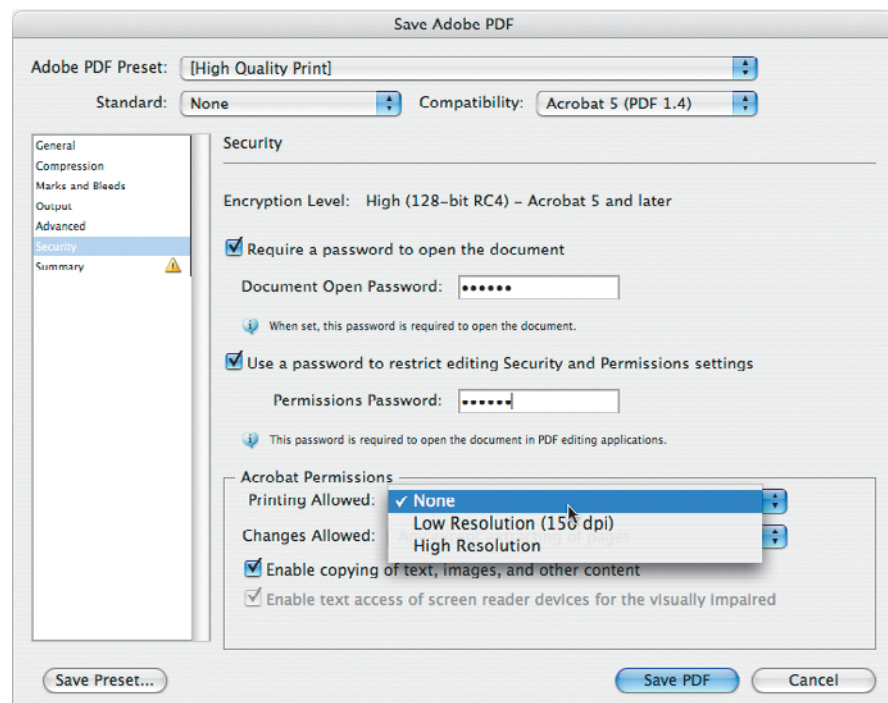 Save Adobe PDF
Adobe PDF Preset: [High Quality Print]
Standard: None Compatibility: Acrobat 5 (PDF 1.4)
General
Compression
Marks and Bleeds
Output
Advanced
Security
Summary
Security
Encryption Level: High (128-bit RC4) – Acrobat 5 and later
Require a password to open the document
Document Open Password: ••••••
When set, this password is required to open the document.
Use a password to restrict editing Security and Permissions settings
Permissions Password: ••••••
This password is required to open the document in PDF editing applications.
Acrobat Permissions
Printing Allowed: ✓ None
Low Resolution (150 dpi)
High Resolution
Changes Allowed: Any except extracting of pages
Enable copying of text, images, and other content
Enable text access of screen reader devices for the visually impaired
Save Preset... Save PDF Cancel